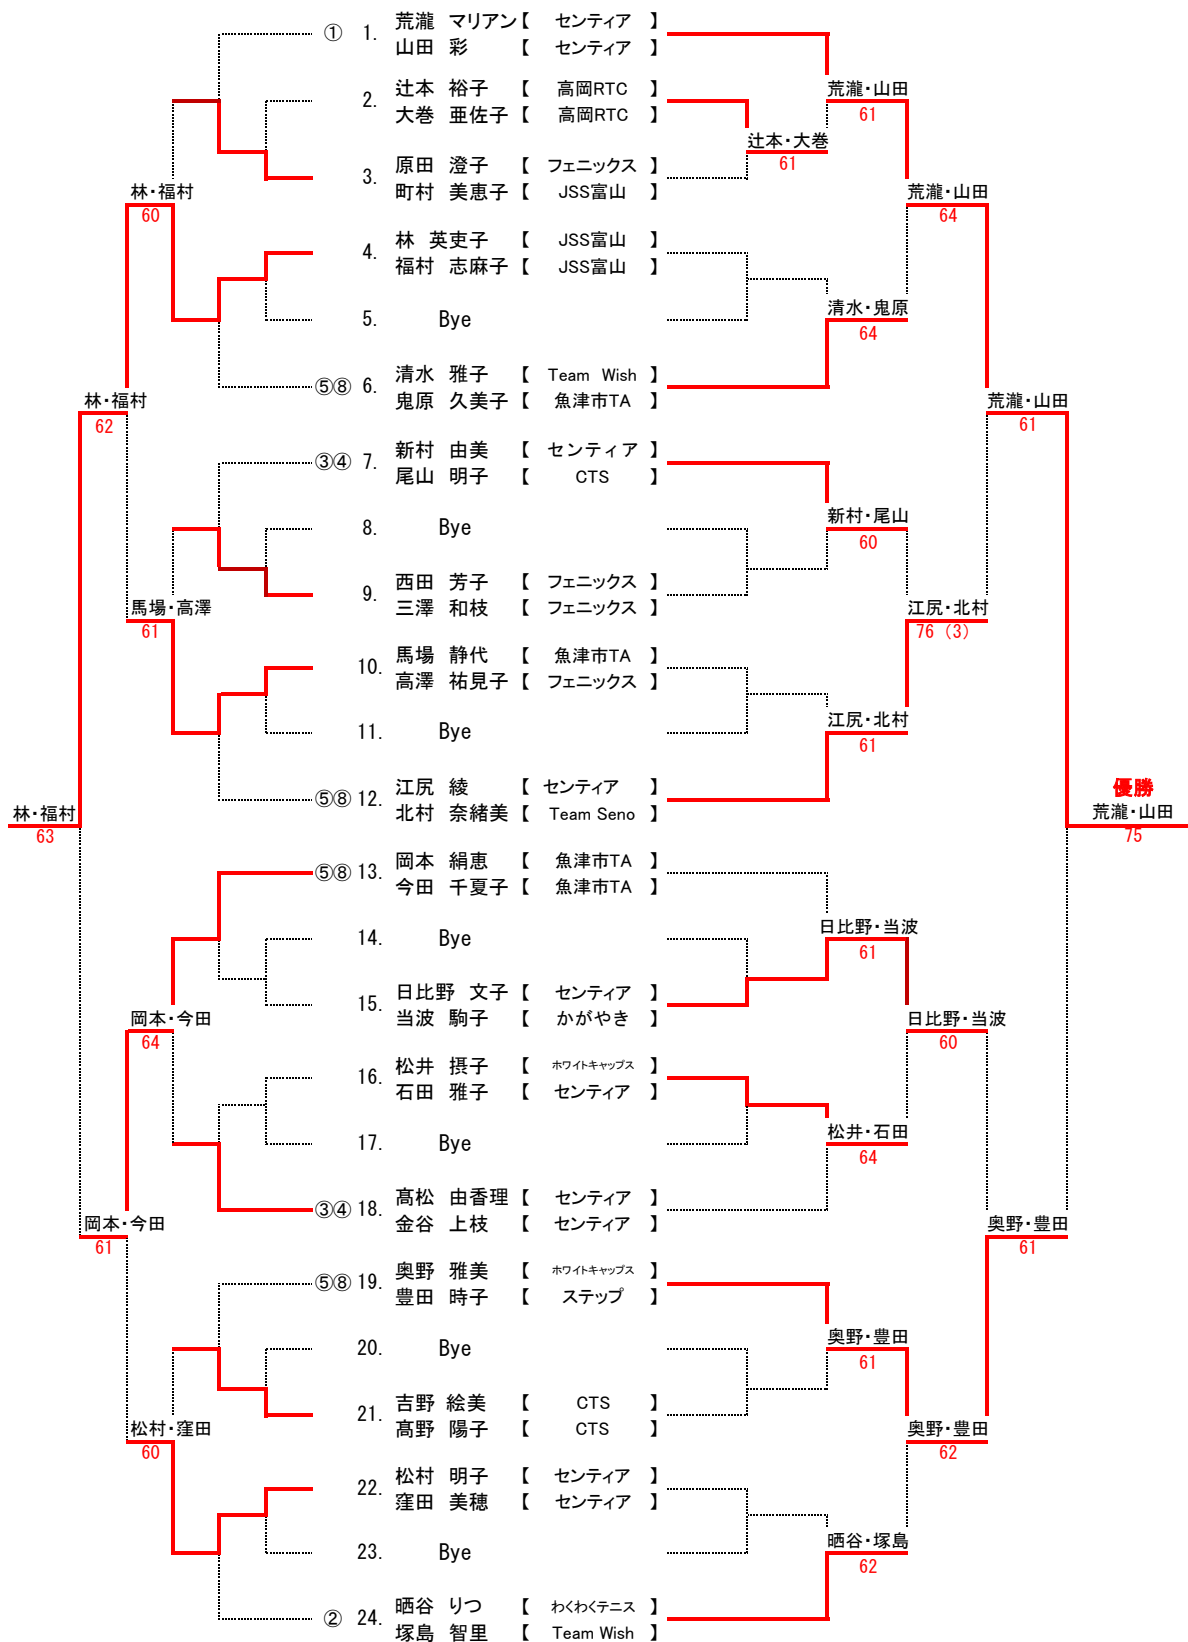 ① 1. 荒瀧 マリアン【 センティア 】
山田 彩 【 センティア 】
2. 辻本 裕子 【 高岡RTC 】
大巻 亜佐子【 高岡RTC 】
荒瀧・山田
61
辻本・大巻
61
3. 原田 澄子 【 フェニックス 】
町村 美恵子【 JSS富山 】
林・福村
60
荒瀧・山田
64
4. 林 英吏子 【 JSS富山 】
福村 志麻子【 JSS富山 】
5. Bye
清水・鬼原
64
⑤⑧ 6. 清水 雅子 【 Team Wish 】
鬼原 久美子【 魚津市TA 】
林・福村
62
荒瀧・山田
61
③④ 7. 新村 由美 【 センティア 】
尾山 明子 【 CTS 】
8. Bye
新村・尾山
60
9. 西田 芳子 【 フェニックス 】
三澤 和枝 【 フェニックス 】
馬場・高澤
61
江尻・北村
76 (3)
10. 馬場 静代 【 魚津市TA 】
高澤 祐見子【 フェニックス 】
11. Bye
江尻・北村
61
⑤⑧ 12. 江尻 綾 【 センティア 】
北村 奈緒美【 Team Seno 】
林・福村
63
優勝
荒瀧・山田
75
⑤⑧ 13. 岡本 絹恵 【 魚津市TA 】
今田 千夏子【 魚津市TA 】
14. Bye
日比野・当波
61
15. 日比野 文子【 センティア 】
当波 駒子 【 かがやき 】
岡本・今田
64
日比野・当波
60
16. 松井 摂子 【 ホワイトキャップス 】
石田 雅子 【 センティア 】
17. Bye
松井・石田
64
③④ 18. 髙松 由香理【 センティア 】
金谷 上枝 【 センティア 】
岡本・今田
61
奥野・豊田
61
⑤⑧ 19. 奥野 雅美 【 ホワイトキャップス 】
豊田 時子 【 ステップ 】
20. Bye
奥野・豊田
61
21. 吉野 絵美 【 CTS 】
髙野 陽子 【 CTS 】
松村・窪田
60
奥野・豊田
62
22. 松村 明子 【 センティア 】
窪田 美穂 【 センティア 】
23. Bye
晒谷・塚島
62
② 24. 晒谷 りつ 【 わくわくテニス 】
塚島 智里 【 Team Wish 】